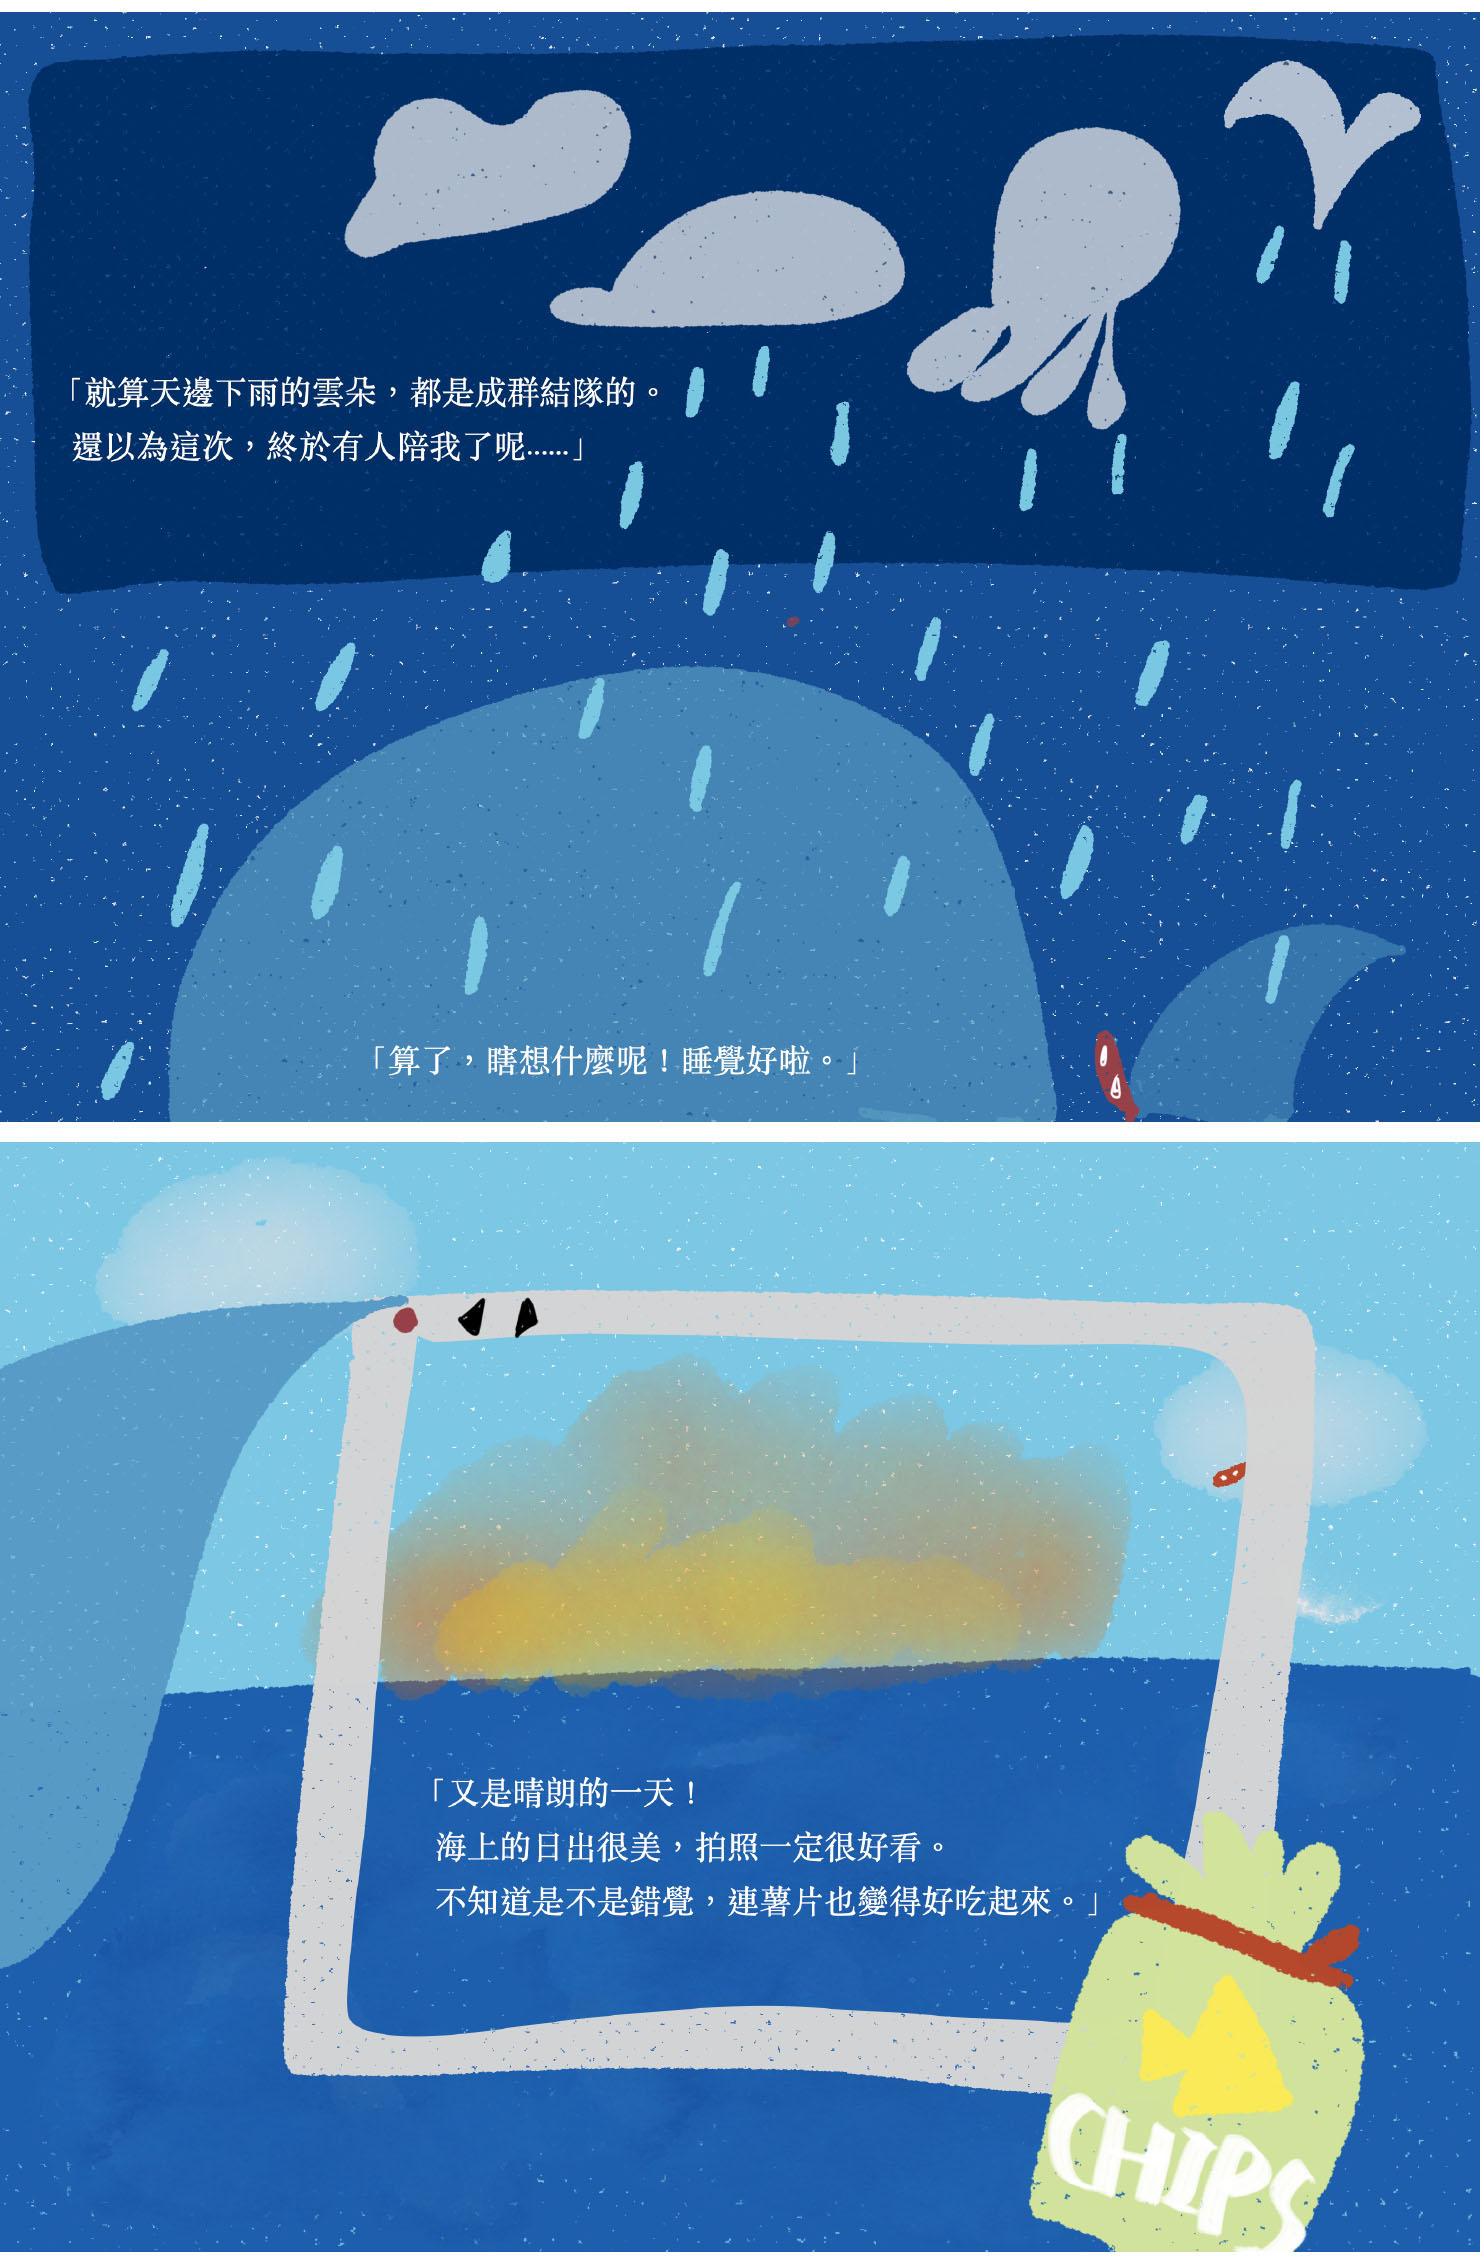 「就算天邊下雨的雲朵，都是成群結隊的。
還以為這次，終於有人陪我了呢......」
「算了，瞎想什麼呢！睡覺好啦。」
「又是晴朗的一天！
海上的日出很美，拍照一定很好看。
不知道是不是錯覺，連薯片也變得好吃起來。」
CHIPS